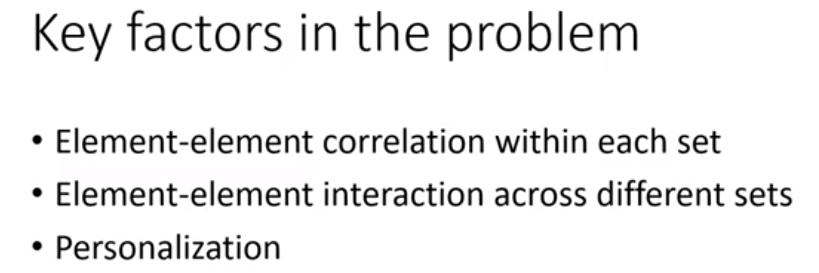 Key factors in the problem
• Element-element correlation within each set
• Element-element interaction across different sets
• Personalization